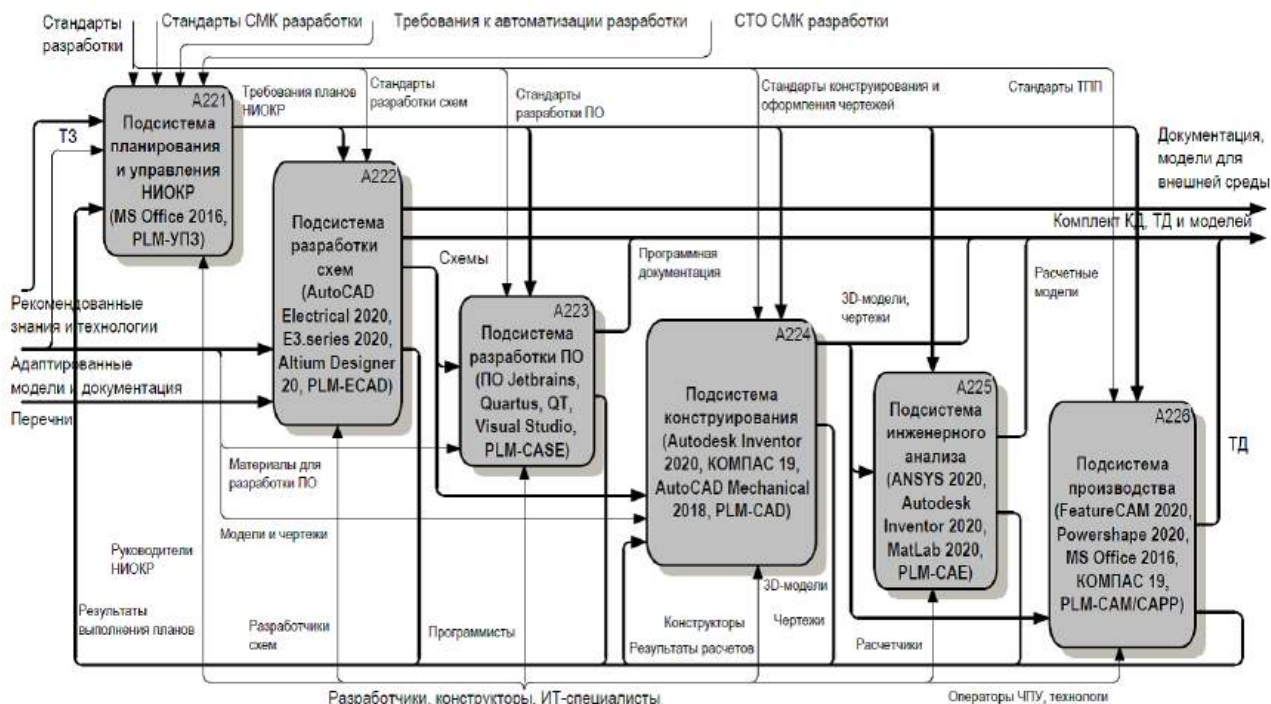 Стандарты
разработки
Стандарты СМК разработки
Требования к автоматизации разработки
СТО СМК разработки
A221
Подсистема
планирования
и управления
НИОКР
(MS Office 2016,
PLM-УПЗ)
ТЗ
Требования планов
НИОКР
Стандарты
разработки схем
Стандарты
разработки ПО
Стандарты конструирования и
оформления чертежей
Стандарты ТПП
Документация,
модели для
внешней среды
Комплект КД, ТД и моделей
A222
Подсистема
разработки
схем
(AutoCAD
Electrical 2020,
E3.series 2020,
Altium Designer
20, PLM-ECAD)
Схемы
Программная
документация
3D-модели,
чертежи
Расчетные
модели
ТД
Рекомендованные
знания и технологии
Адаптированные
модели и документация
Перечни
A223
Подсистема
разработки ПО
(ПО Jetbrains,
Quartus, QT,
Visual Studio,
PLM-CASE)
A224
Подсистема
конструирования
(Autodesk Inventor
2020, КОМПАС 19,
AutoCAD Mechanical
2018, PLM-CAD)
A225
Подсистема
инженерного
анализа
(ANSYS 2020,
Autodesk
Inventor 2020,
MatLab 2020,
PLM-CAE)
A226
Подсистема
производства
(FeatureCAM 2020,
Powershape 2020,
MS Office 2016,
КОМПАС 19,
PLM-CAM/CAPP)
Материалы для
разработки ПО
Модели и чертежи
Руководители
НИОКР
Результаты
выполнения планов
Разработчики
схем
Программисты
Конструкторы
Результаты расчетов
3D-модели
Чертежи
Расчетчики
Разработчики, конструкторы, ИТ-специалисты
Операторы ЧПУ, технологи